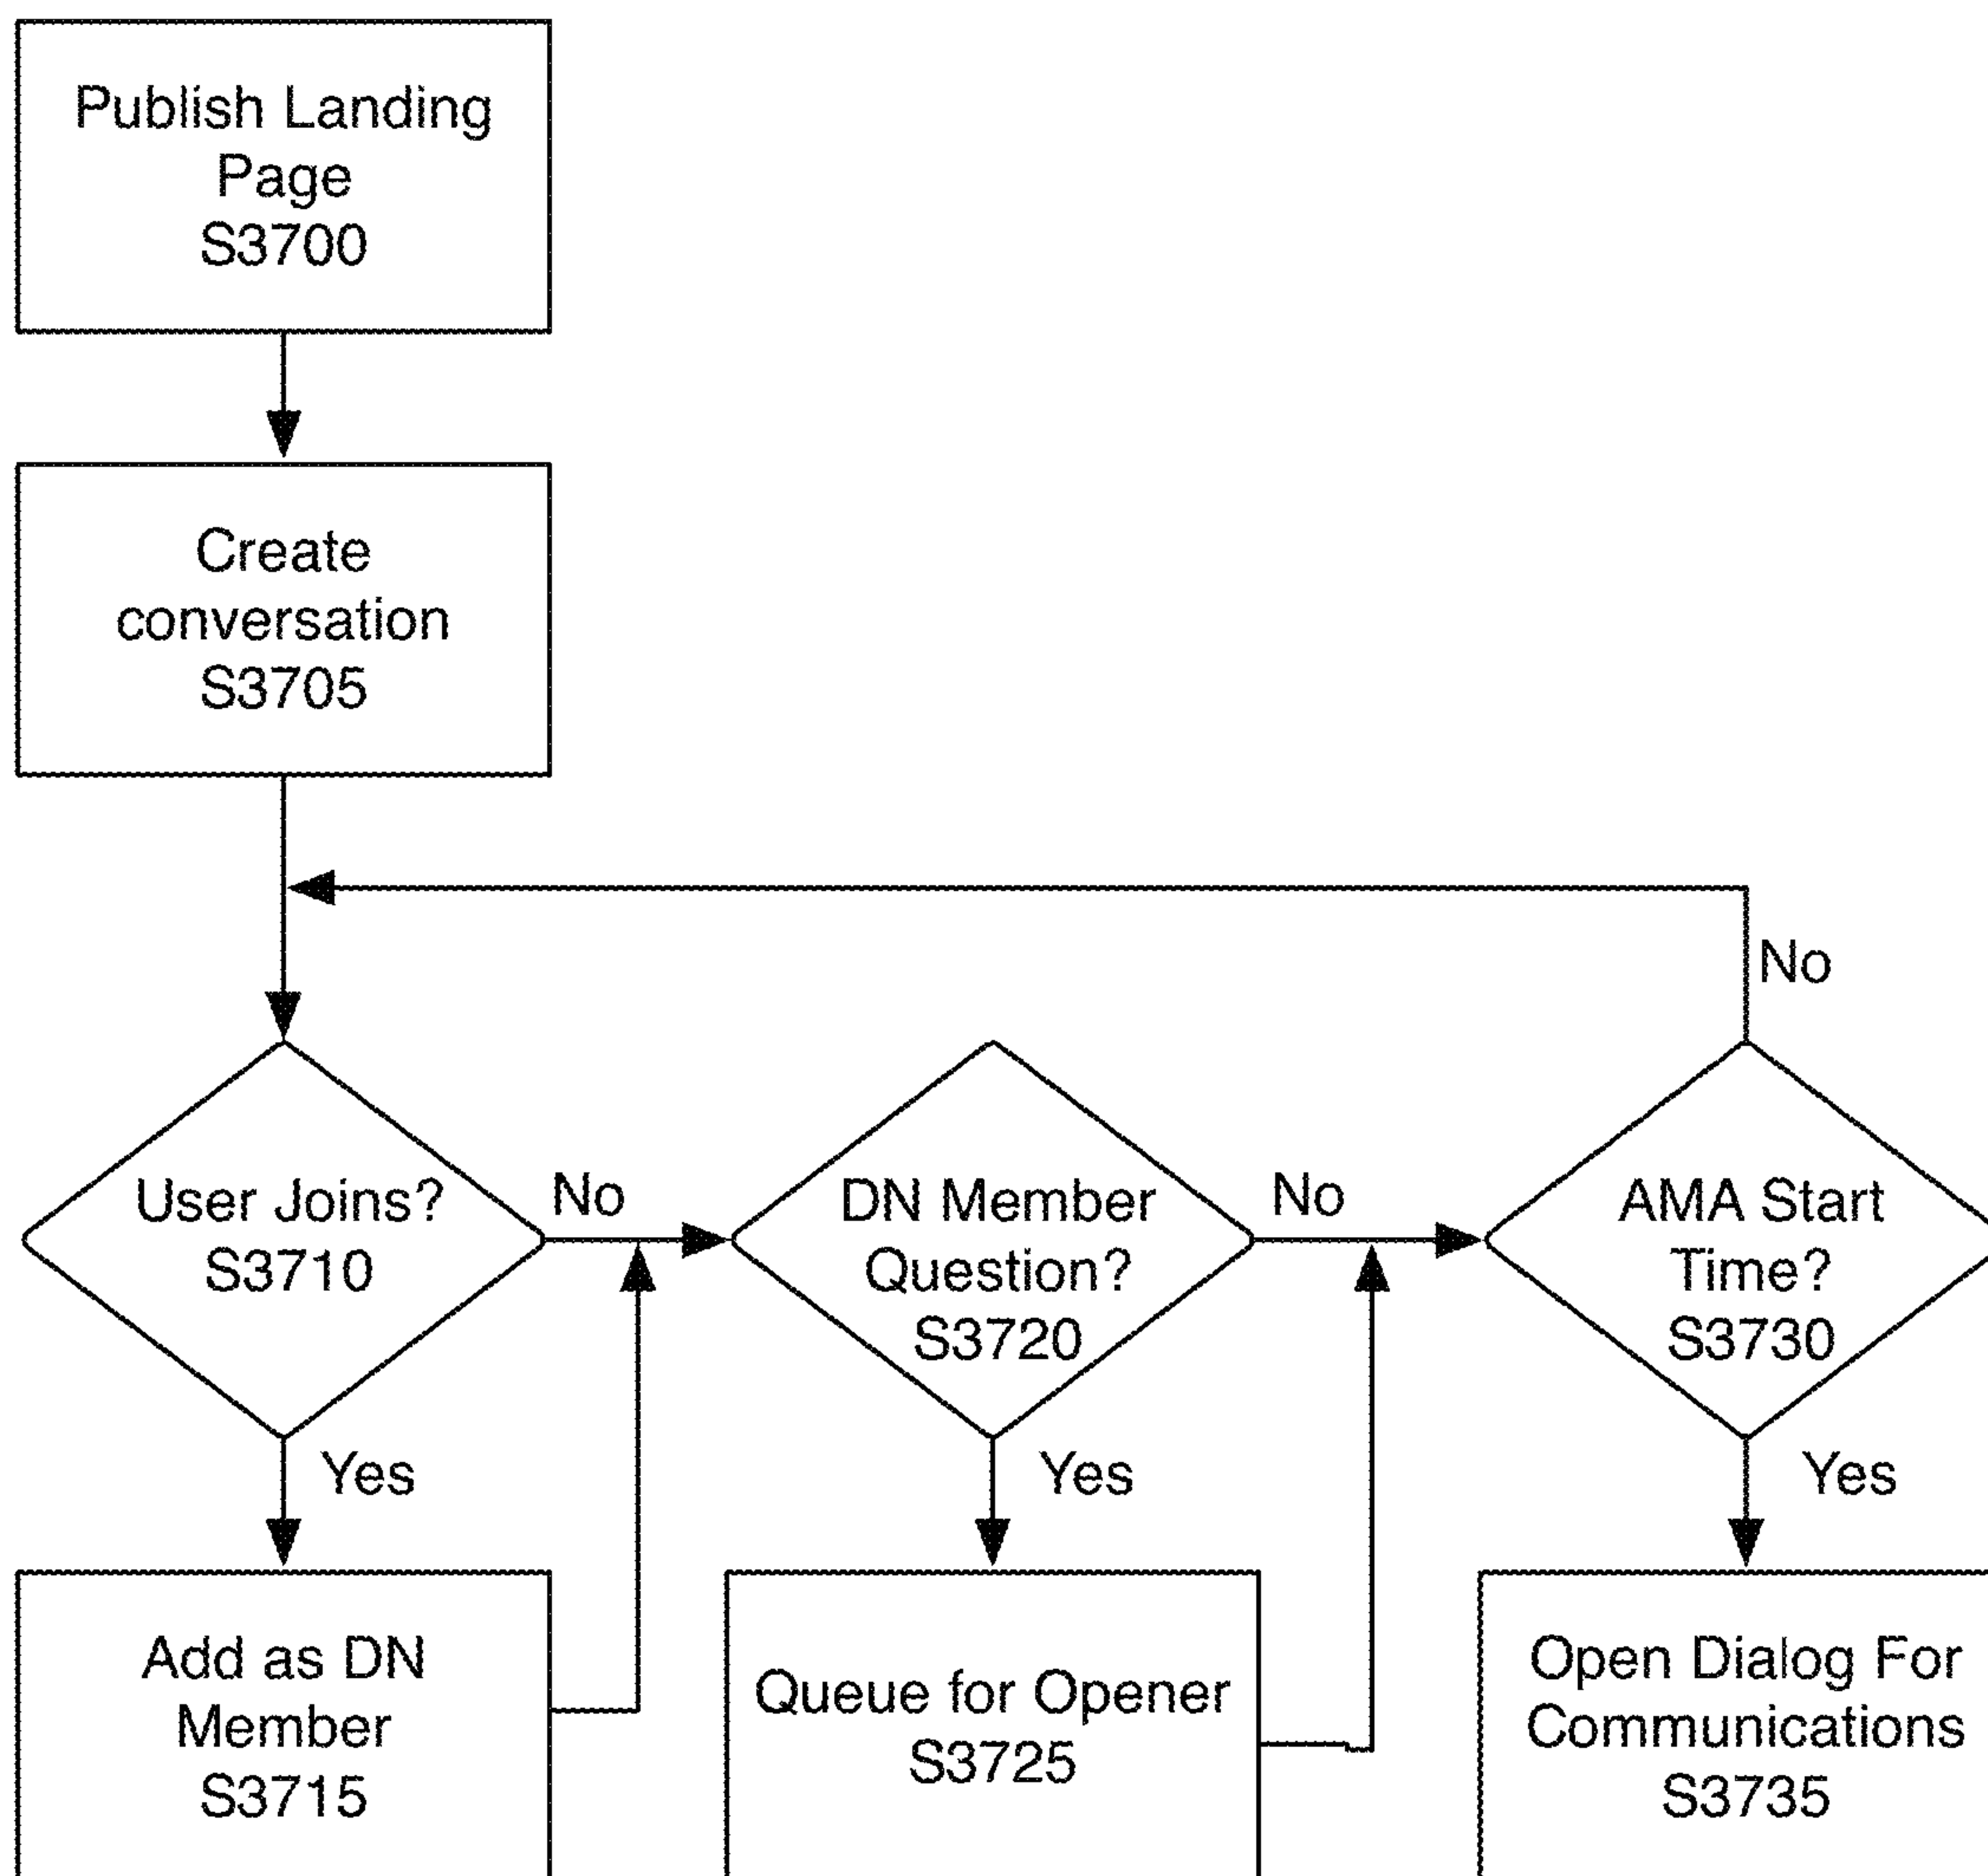 Publish Landing
Page
S3700
Create
conversation
S3705
No
User Joins?
S3710
No
DN Member
Question?
S3720
No
AMA Start
Time?
S3730
Yes
Yes
Yes
Add as DN
Member
S3715
Queue for Opener
S3725
Open Dialog For
Communications
S3735